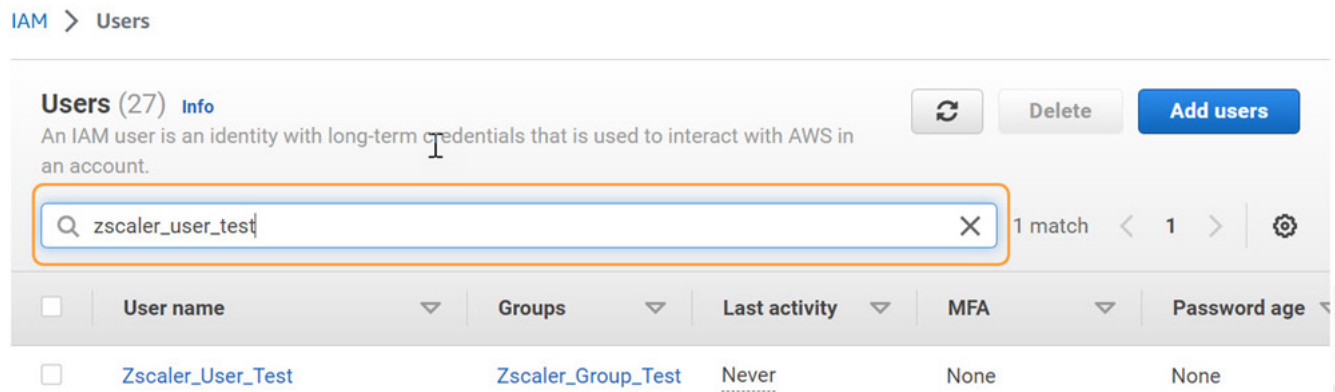 IAM > Users
Users (27) Info
Delete
Add users
An IAM user is an identity with long-term credentials that is used to interact with AWS in
an account.
zscaler_user_test
1 match < 1 >
User name Groups Last activity MFA Password age
Zscaler_User_Test Zscaler_Group_Test Never None None